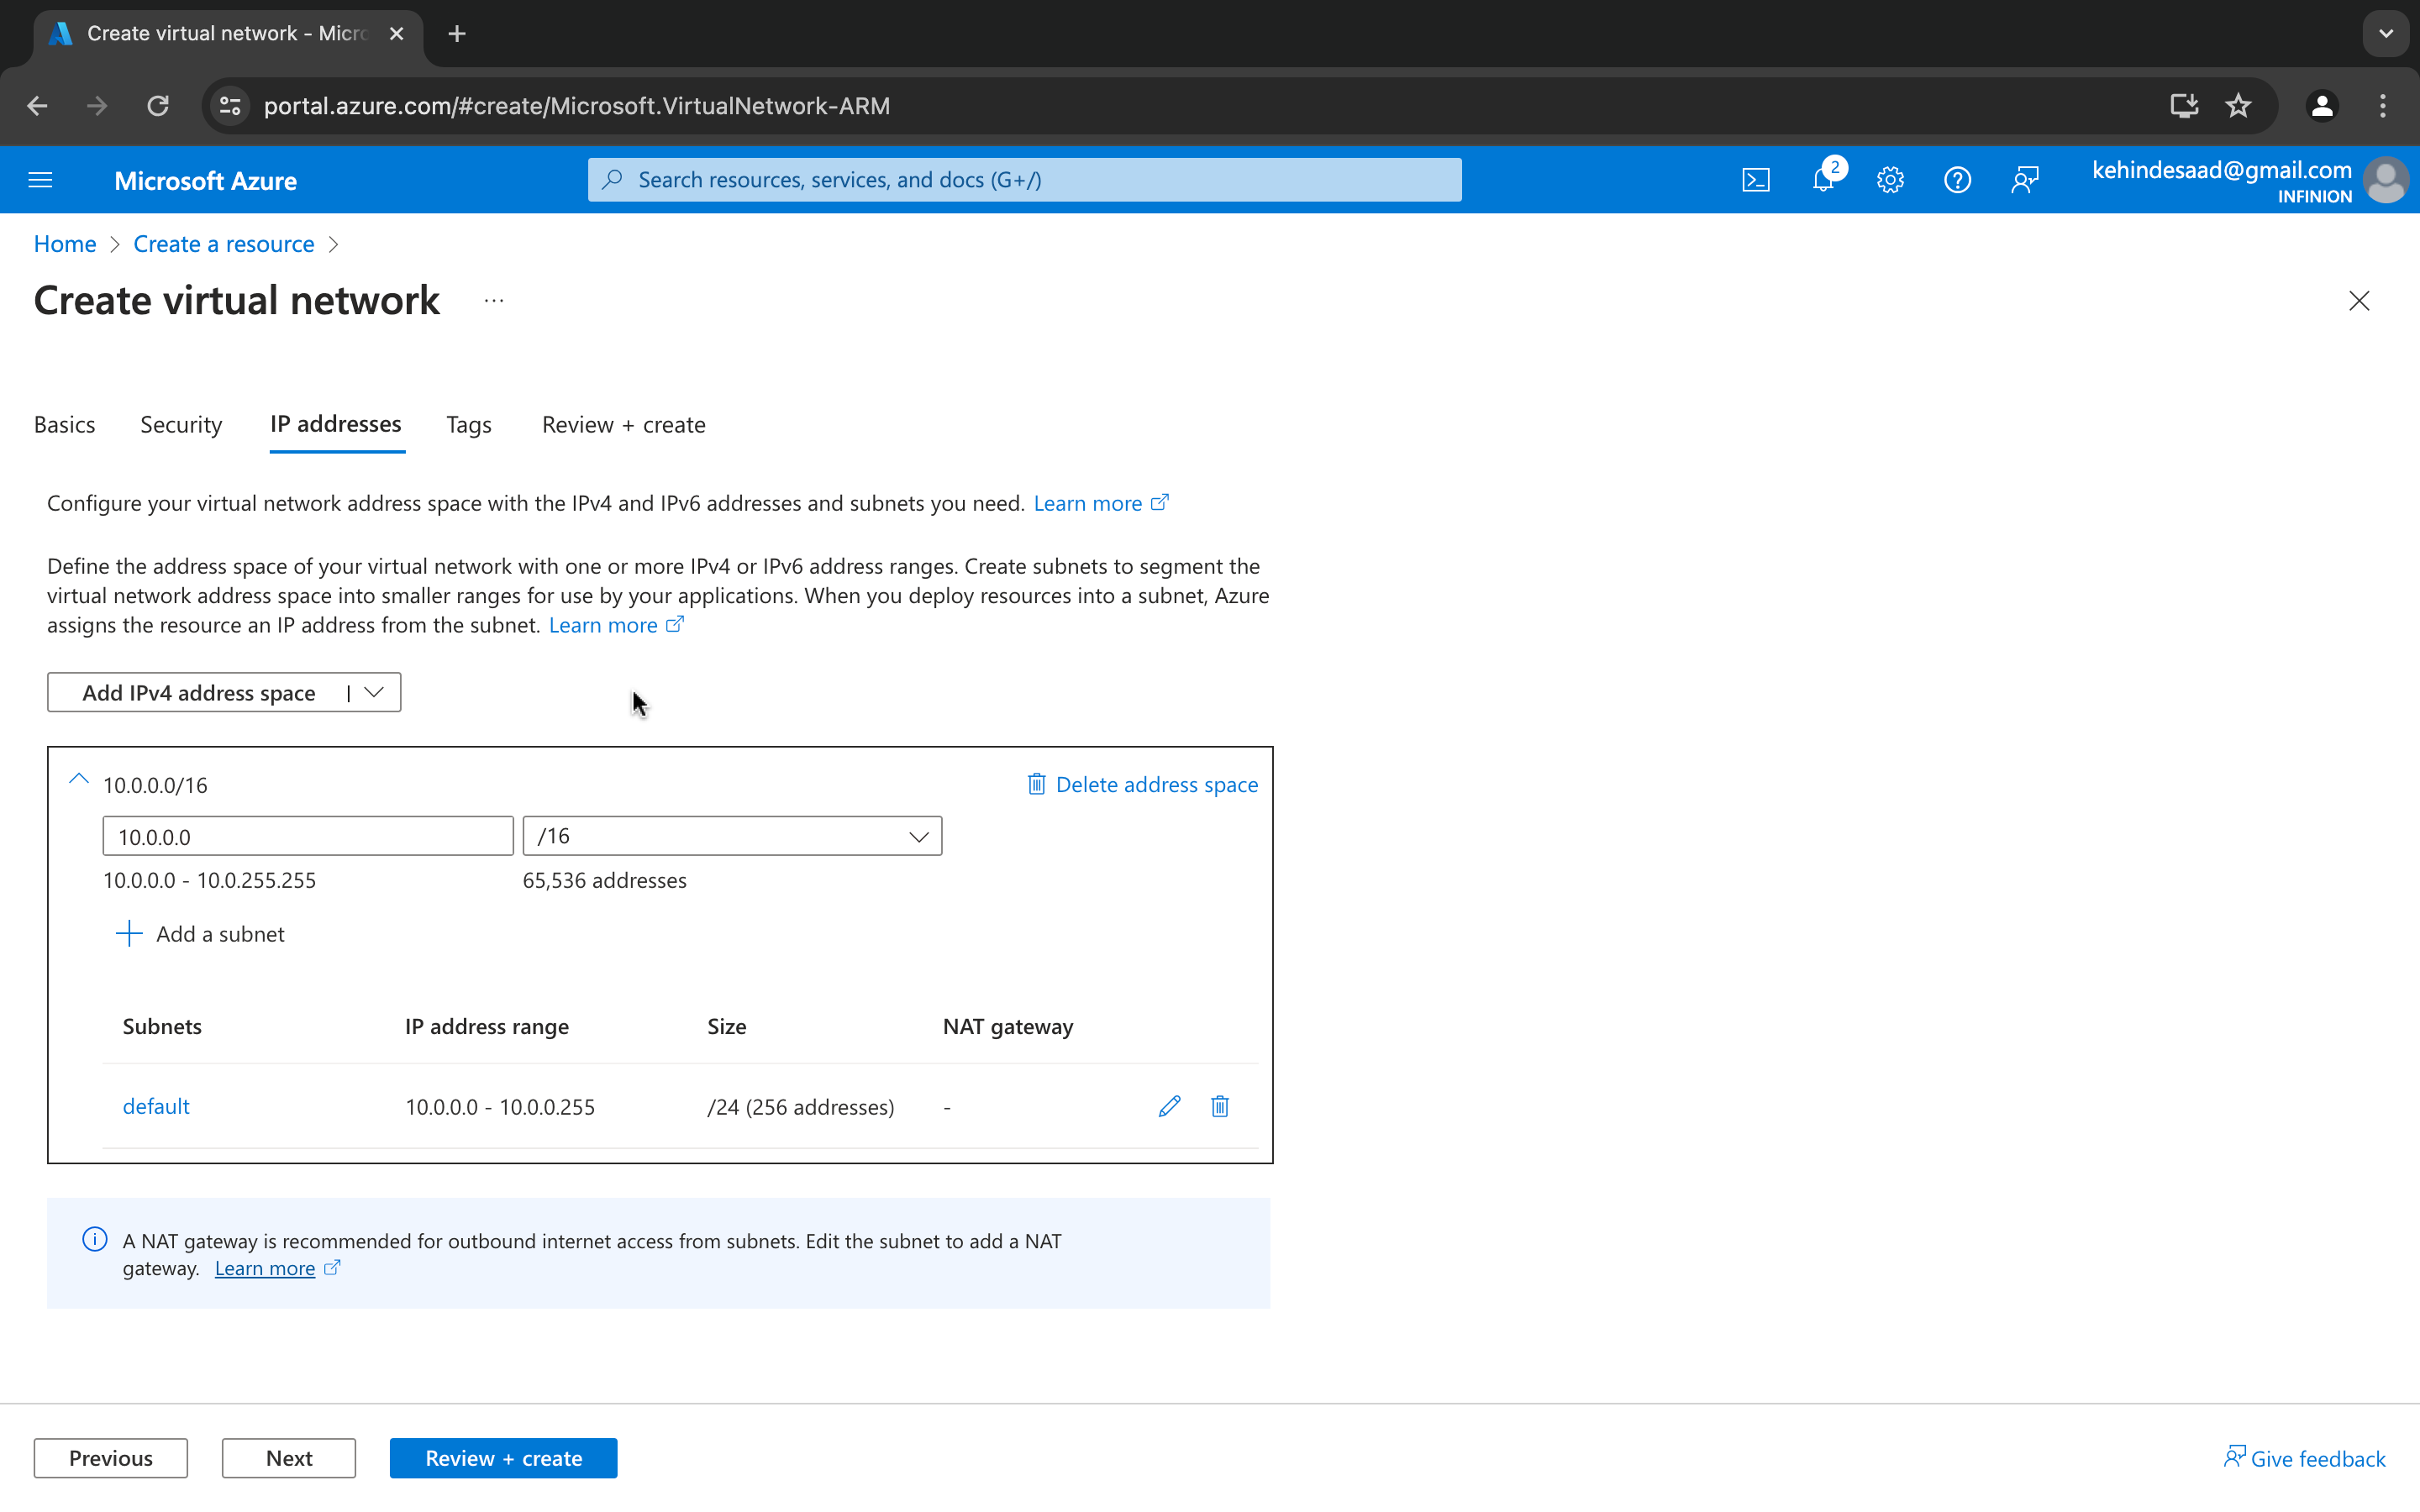 Create virtual network - Micro
portal.azure.com/#create/Microsoft.VirtualNetwork-ARM
Microsoft Azure
Search resources, services, and docs (G+/)
2
kehindesaad@gmail.com
INFINION
Home > Create a resource >
Create virtual network ...
Basics Security IP addresses Tags Review + create
Configure your virtual network address space with the IPv4 and IPv6 addresses and subnets you need. Learn more
Define the address space of your virtual network with one or more IPv4 or IPv6 address ranges. Create subnets to segment the
virtual network address space into smaller ranges for use by your applications. When you deploy resources into a subnet, Azure
assigns the resource an IP address from the subnet. Learn more
Add IPv4 address space |
10.0.0.0/16 Delete address space
10.0.0.0 /16
10.0.0.0 - 10.0.255.255 65,536 addresses
Add a subnet
Subnets IP address range Size NAT gateway
default 10.0.0.0 - 10.0.0.255 /24 (256 addresses) -
A NAT gateway is recommended for outbound internet access from subnets. Edit the subnet to add a NAT
gateway. Learn more
Previous Next Review + create Give feedback